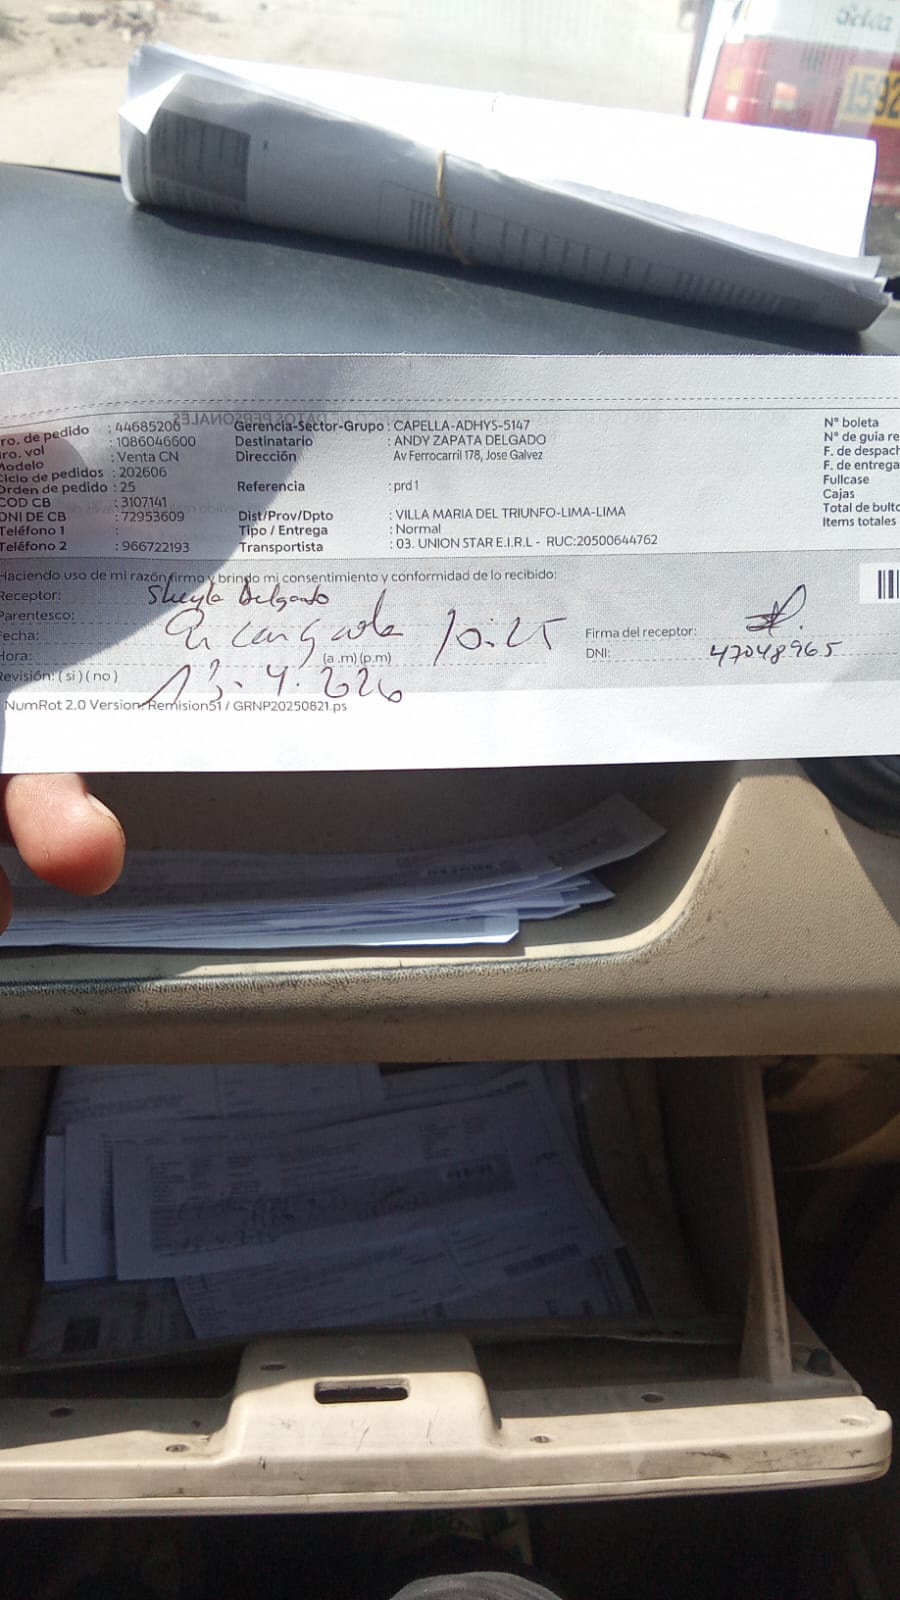 Selca
1592
ro. de pedido : 44685206 Gerencia-Sector-Grupo : CAPELLA-ADHYS-5147 N° boleta
ro. vol : 1086046600 Destinatario : ANDY ZAPATA DELGADO N° de guía re
Modelo : Venta CN Dirección Av Ferrocarril 178, Jose Galvez F. de despach
Ciclo de pedidos : 202606 F. de entrega
Orden de pedido : 25 Referencia : prd 1 Fullcase
COD CB : 3107141 Cajas
DNI DE CB : 72953609 Dist/Prov/Dpto : VILLA MARIA DEL TRIUNFO-LIMA-LIMA Total de bulto
Teléfono 1 : Tipo / Entrega : Normal Items totales
Teléfono 2 : 966722193 Transportista : 03. UNION STAR E.I.R.L - RUC:20500644762
Haciendo uso de mi razón firmo y brindo mi consentimiento y conformidad de lo recibido:
Receptor: Sheyla Delgado
Parentesco: Encargada
Fecha: 10:25 Firma del receptor:
Hora: (a.m) (p.m) DNI: 47048965
Revisión: ( si ) ( no ) 13.4.2026
NumRot 2.0 Version: Remision51 / GRNP20250821.ps